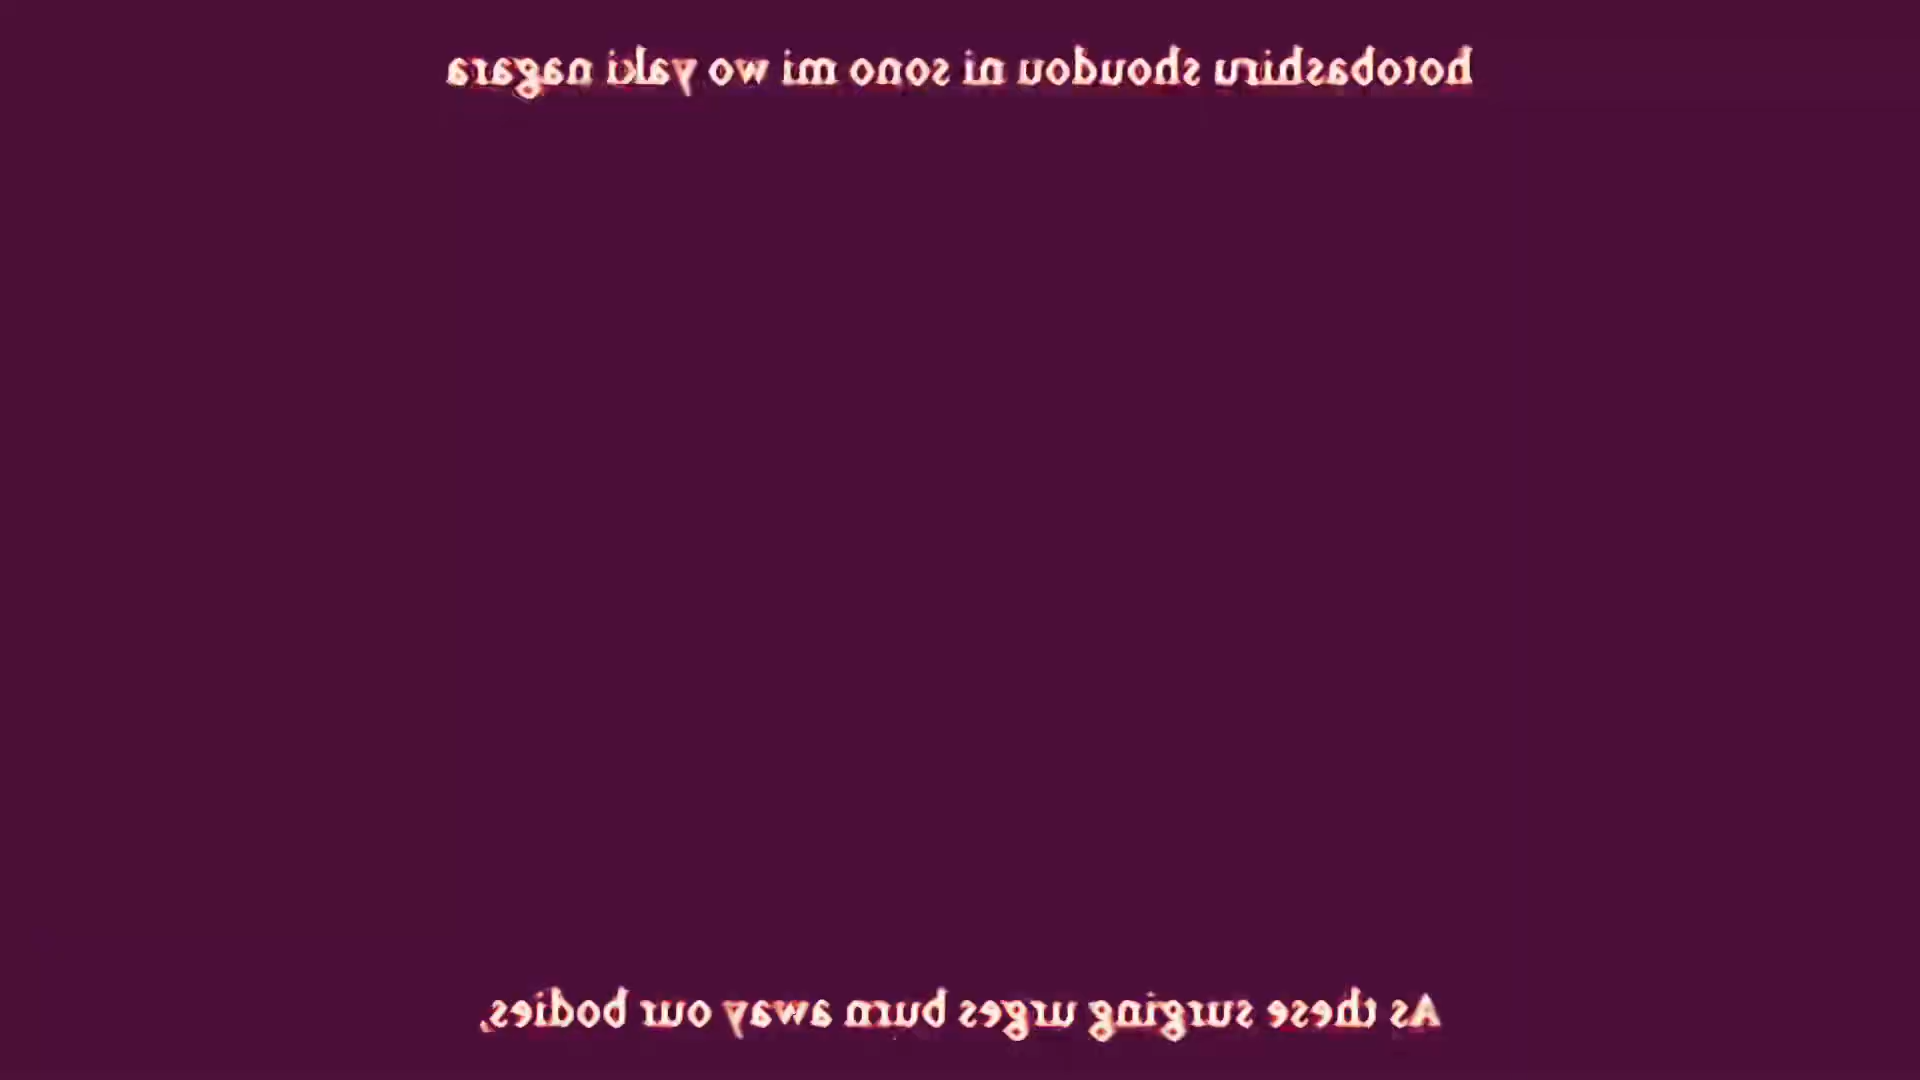 hotobashiru shoudou ni sono mi wo yaki nagara
As these surging urges burn away our bodies,